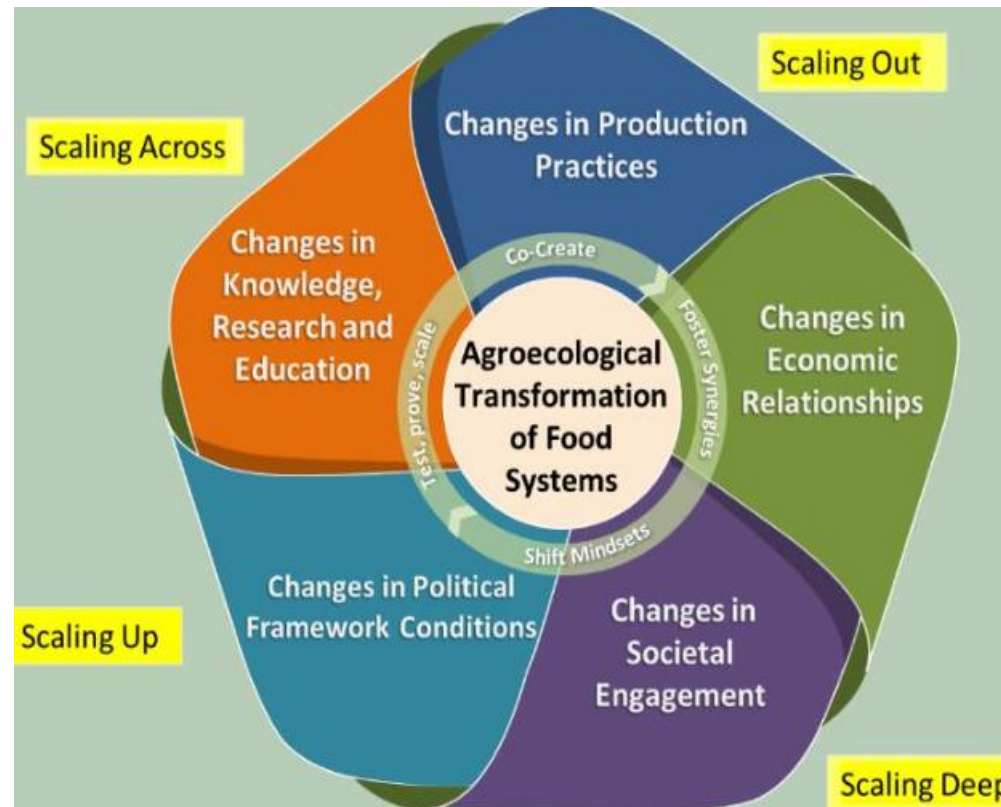 Scaling Out
Scaling Across
Changes in Production
Practices
Changes in
Knowledge,
Research and
Education
Changes in
Economic
Relationships
Co-Create
Foster Synergies
Shift Mindsets
Test, prove, scale
Agroecological
Transformation
of Food
Systems
Changes in Political
Framework Conditions
Changes in
Societal
Engagement
Scaling Up
Scaling Deep